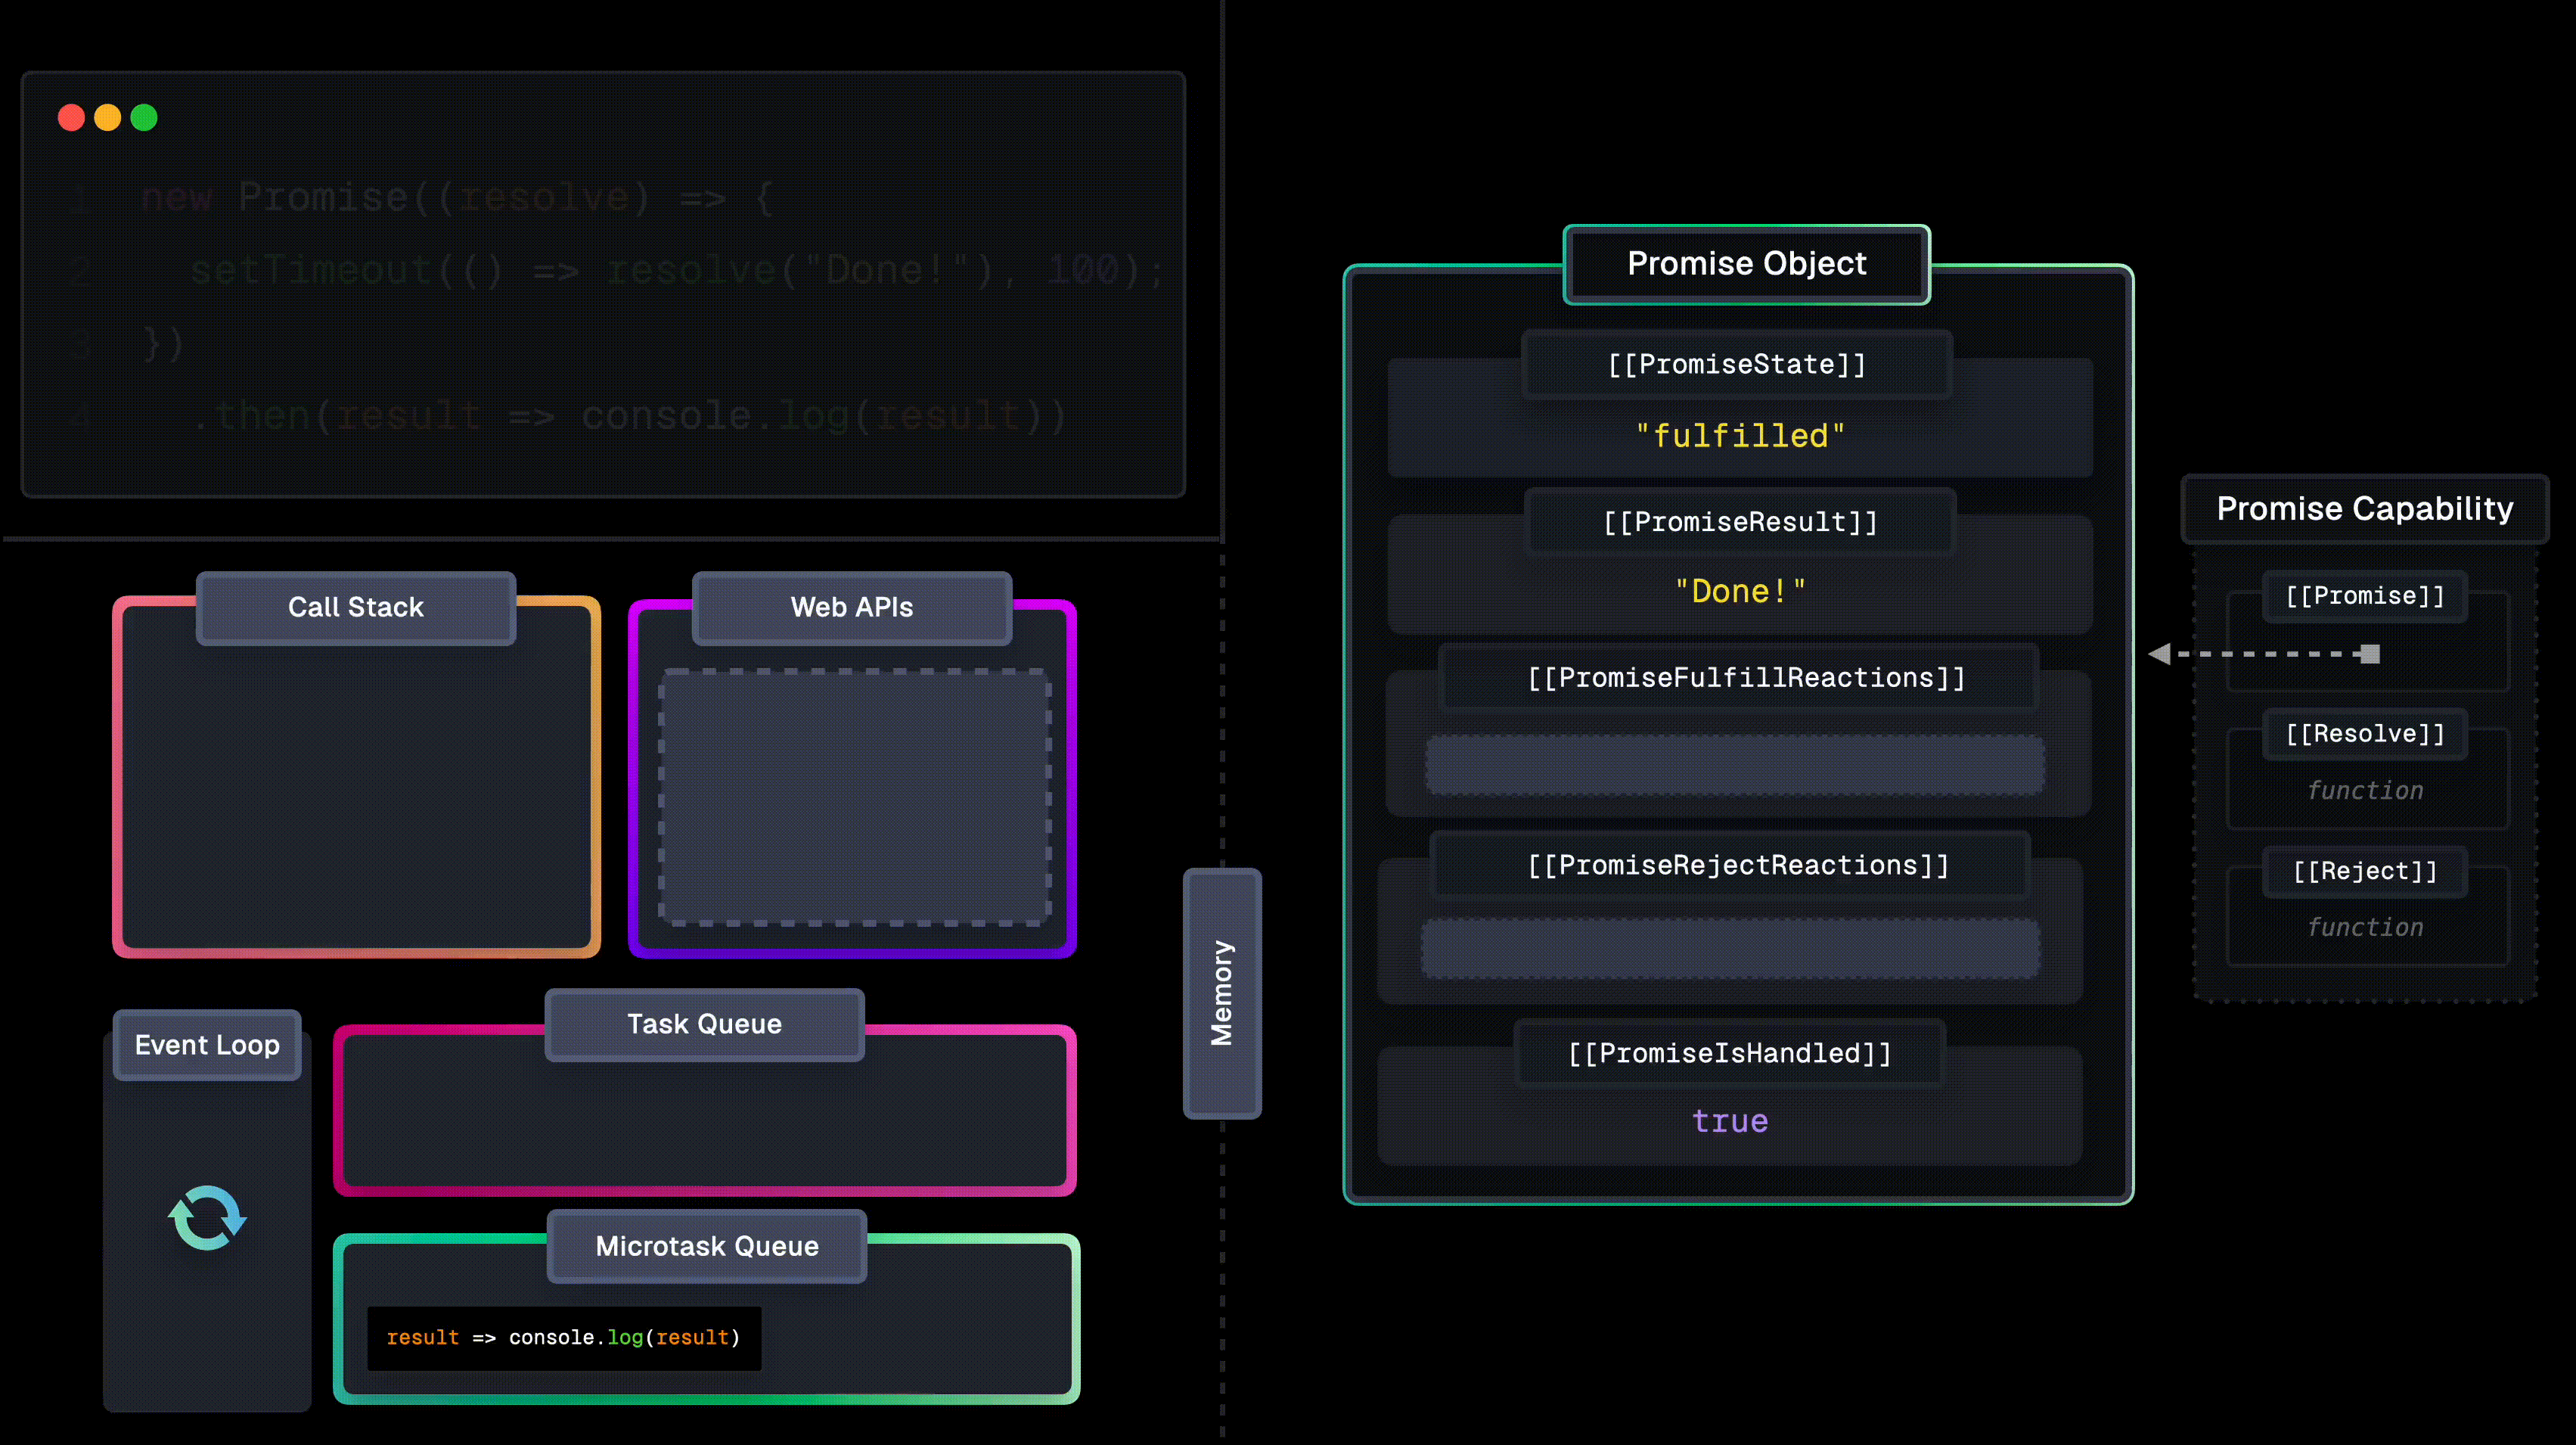 1 new Promise((resolve) => {
2 setTimeout(() => resolve("Done!"), 100);
3 })
4 .then(result => console.log(result))
Call Stack
Web APIs
Event Loop
Task Queue
Microtask Queue
result => console.log(result)
Memory
Promise Object
[[PromiseState]]
"fulfilled"
[[PromiseResult]]
"Done!"
[[PromiseFulfillReactions]]
[[PromiseRejectReactions]]
[[PromiseIsHandled]]
true
Promise Capability
[[Promise]]
[[Resolve]]
function
[[Reject]]
function